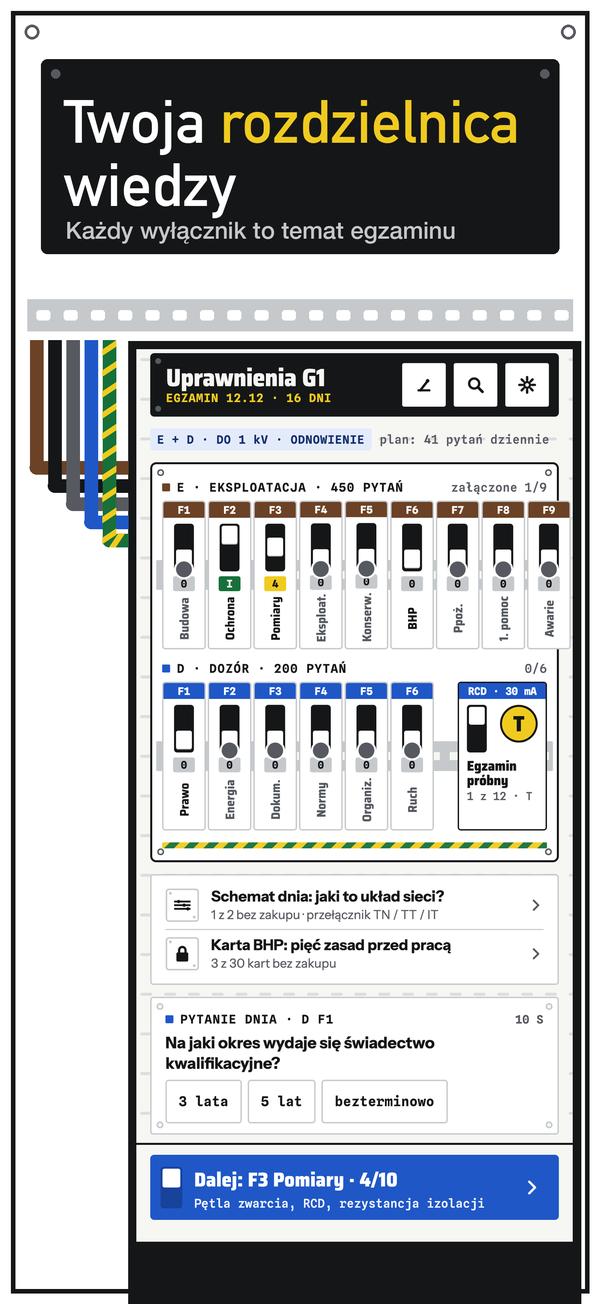 Twoja rozdzielnica
wiedzy
Każdy wyłącznik to temat egzaminu
Uprawnienia G1
EGZAMIN 12.12 · 16 DNI
E + D · DO 1 kV · ODNOWIENIE plan: 41 pytań dziennie
E · EKSPLOATACJA · 450 PYTAŃ załączone 1/9
F1 F2 F3 F4 F5 F6 F7 F8 F9
0 I 4 0 0 0 0 0 0
Budowa Ochrona Pomiary Eksploat. Konserw. BHP Ppoż. 1. pomoc Awarie
D · DOZÓR · 200 PYTAŃ 0/6
F1 F2 F3 F4 F5 F6 RCD · 30 mA
T
0 0 0 0 0 0
Prawo Energia Dokum. Normy Organiz. Ruch
Egzamin
próbny
1 z 12 · T
Schemat dnia: jaki to układ sieci?
1 z 2 bez zakupu · przełącznik TN / TT / IT
Karta BHP: pięć zasad przed pracą
3 z 30 kart bez zakupu
PYTANIE DNIA · D F1 10 S
Na jaki okres wydaje się świadectwo
kwalifikacyjne?
3 lata 5 lat bezterminowo
Dalej: F3 Pomiary · 4/10
Pętla zwarcia, RCD, rezystancja izolacji